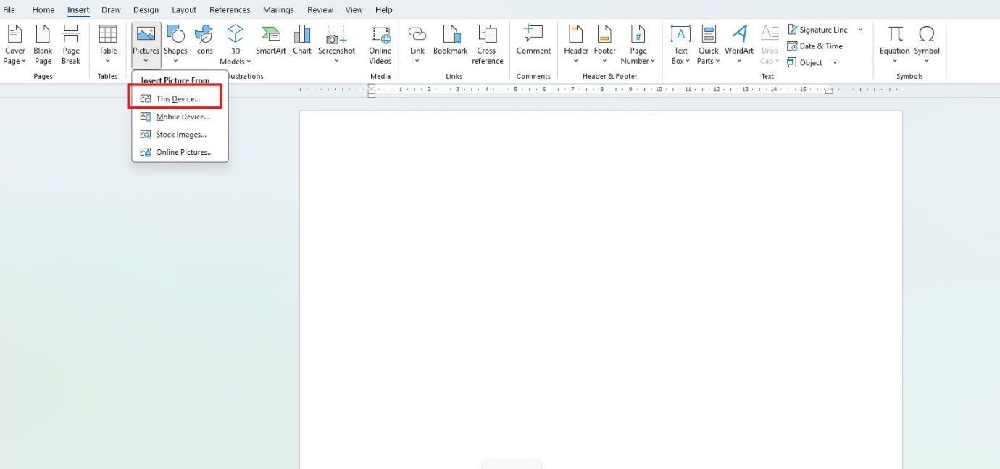 File Home Insert Draw Design Layout References Mailings Review View Help
Cover Page
Blank Page
Page Break
Pages
Table
Tables
Pictures
Shapes
Icons
3D Models
SmartArt
Chart
Screenshot
llustrations
Online Videos
Media
Link
Bookmark
Cross-reference
Links
Comment
Comments
Header
Footer
Page Number
Header & Footer
A
Text Box
Quick Parts
A
WordArt
A
Drop Cap
Signature Line
Date & Time
Object
Text
π
Equation
Ω
Symbol
Symbols
#
Insert Picture From
This Device...
Mobile Device...
Stock Images...
Online Pictures...
1 2 3 4 5 6 7 8 9 10 11 12 13 14 15